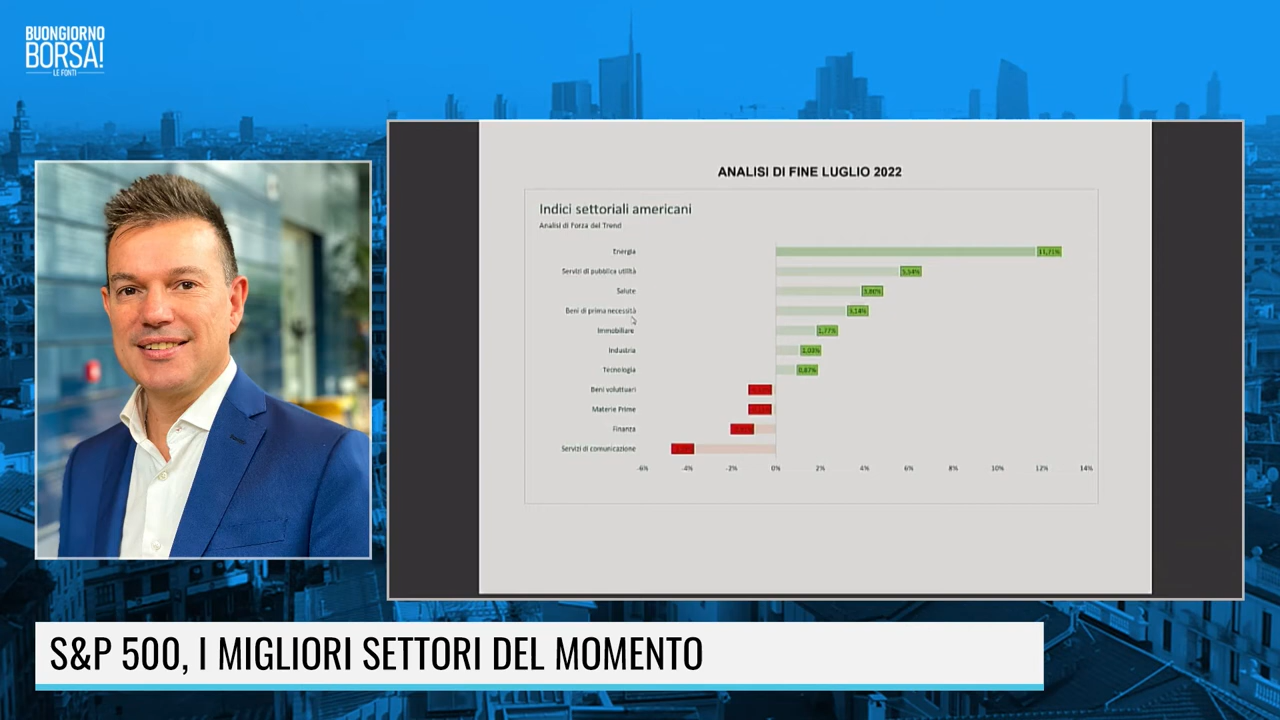 BUONGIORNO
BORSA!
LE FONTI
ANALISI DI FINE LUGLIO 2022
Indici settoriali americani
Analisi di Forza del Trend
Energia 11,71%
Servizi di pubblica utilità 5,54%
Salute 3,80%
Beni di prima necessità 3,14%
Immobiliare 1,77%
Industria 1,03%
Tecnologia 0,87%
Beni voluttuari
Materie Prime
Finanza
Servizi di comunicazione
-6% -4% -2% 0% 2% 4% 6% 8% 10% 12% 14%
S&P 500, I MIGLIORI SETTORI DEL MOMENTO